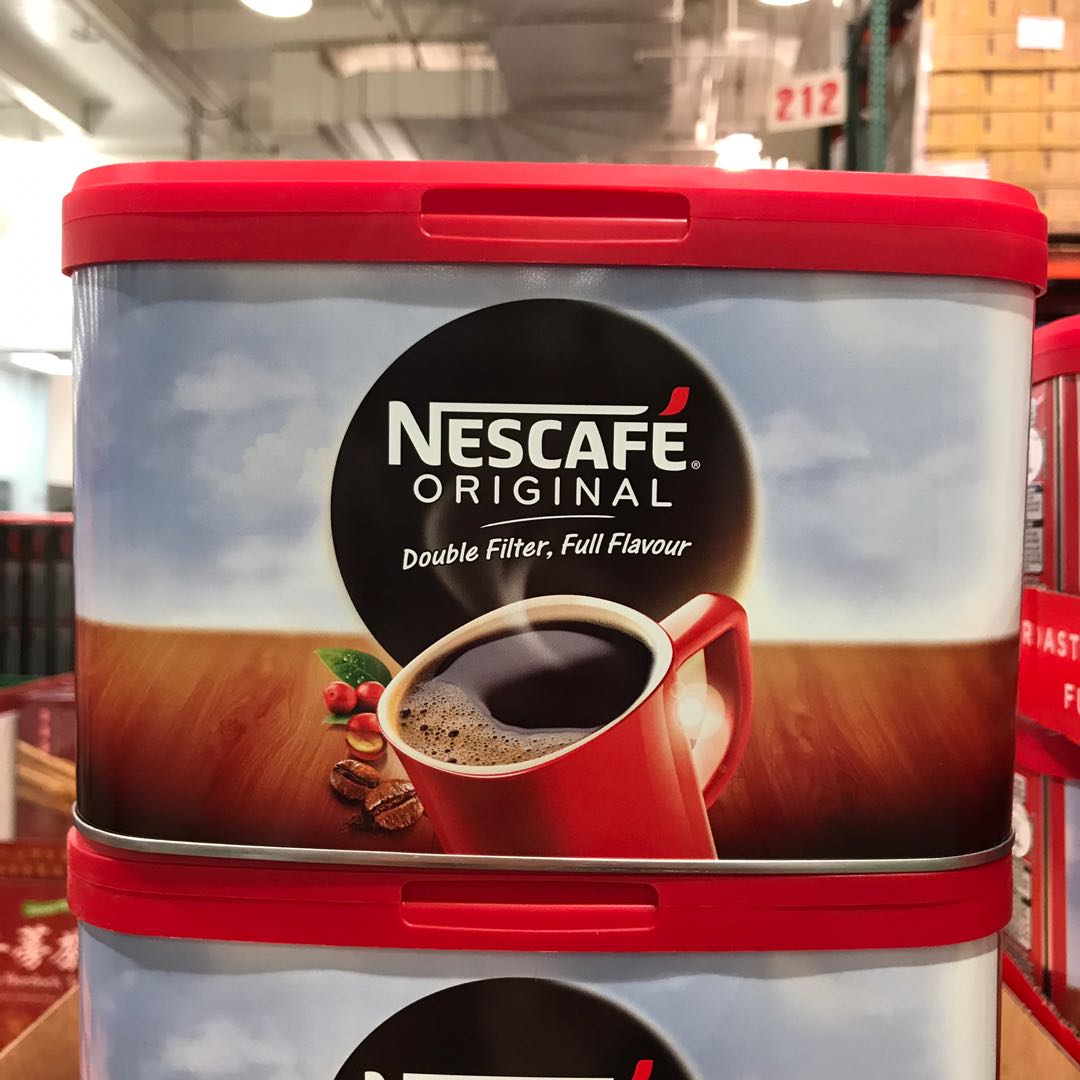 212
NESCAFÉ®
ORIGINAL
Double Filter, Full Flavour